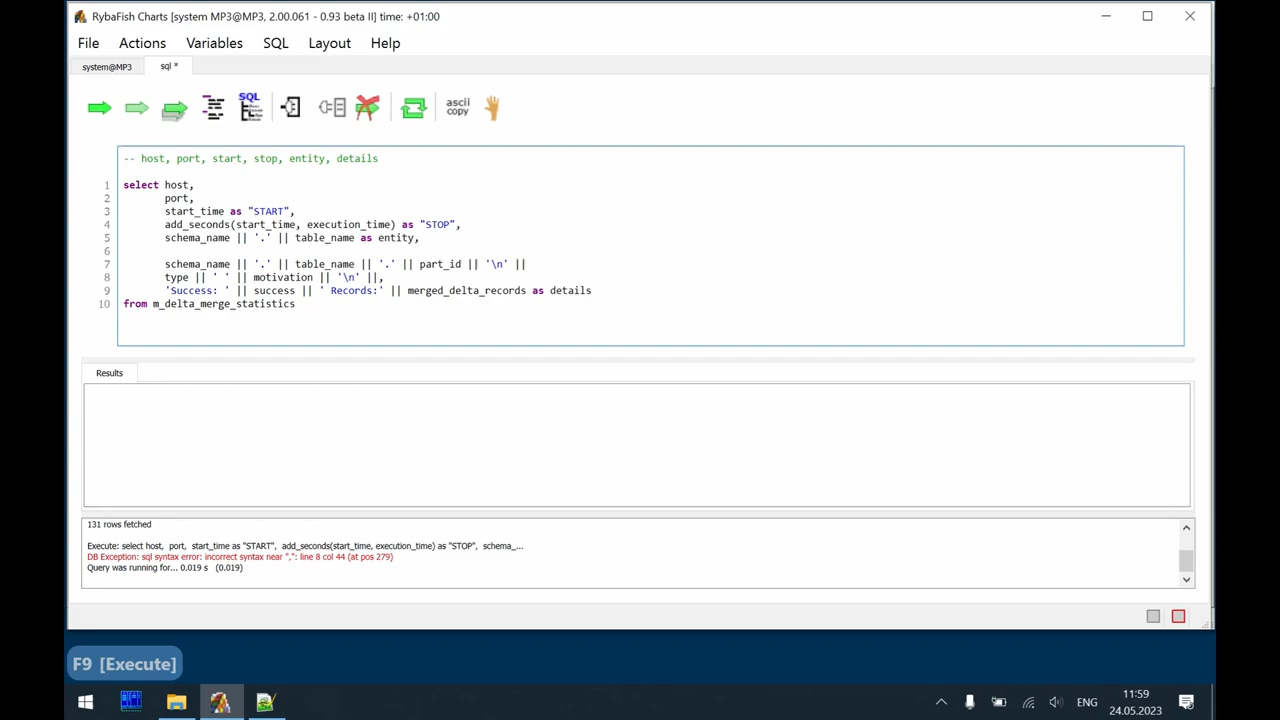 RybaFish Charts [system MP3@MP3, 2.00.061 - 0.93 beta II] time: +01:00
File Actions Variables SQL Layout Help
system@MP3 sql *
SQL
ascii copy
-- host, port, start, stop, entity, details
1 select host,
2 port,
3 start_time as "START",
4 add_seconds(start_time, execution_time) as "STOP",
5 schema_name || '.' || table_name as entity,
6
7 schema_name || '.' || table_name || '.' || part_id || '\n' ||
8 type || ' ' || motivation || '\n' ||,
9 'Success: ' || success || ' Records:' || merged_delta_records as details
10 from m_delta_merge_statistics
Results
131 rows fetched
Execute: select host, port, start_time as "START", add_seconds(start_time, execution_time) as "STOP", schema_...
DB Exception: sql syntax error: incorrect syntax near ",": line 8 col 44 (at pos 279)
Query was running for... 0.019 s (0.019)
F9 [Execute]
ENG
11:59
24.05.2023